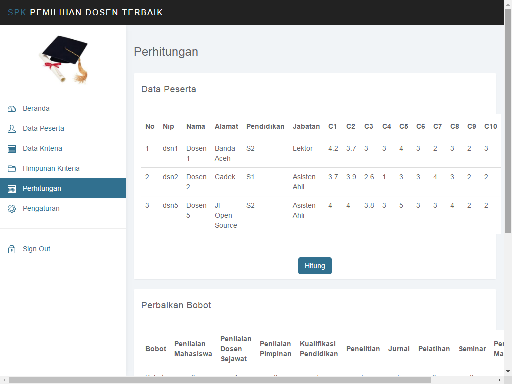 SPK PEMILIHAN DOSEN TERBAIK
Beranda
Data Peserta
Data Kriteria
Himpunan Kriteria
Perhitungan
Pengaturan
Sign Out
Perhitungan
Data Peserta
No Nip Nama Alamat Pendidikan Jabatan C1 C2 C3 C4 C5 C6 C7 C8 C9 C10
1 dsn1 Dosen 1 Banda Aceh S2 Lektor 4.2 3.7 3 3 4 3 2 3 2 3
2 dsn2 Dosen 2 Cadek S1 Asisten Ahli 3.7 3.9 2.6 1 3 3 4 3 2 2
3 dsn5 Dosen 5 Jl Open Source S2 Asisten Ahli 4 4 3.8 3 5 3 3 4 2 2
Hitung
Perbaikan Bobot
Bobot Penilaian Mahasiswa Penilaian Dosen Sejawat Penilaian Pimpinan Kualifikasi Pendidikan Penelitian Jurnal Pelatihan Seminar